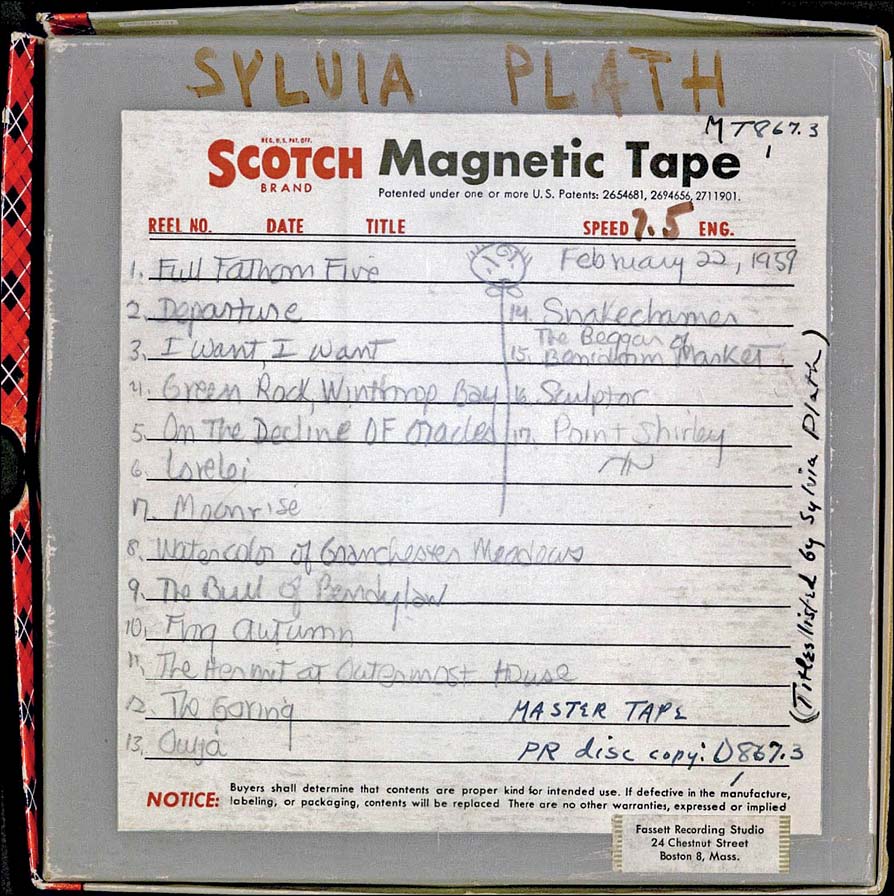 SYLVIA PLATH
MT867.3
REG. U.S. PAT. OFF.
SCOTCH Magnetic Tape
BRAND
Patented under one or more U.S. Patents: 2654681, 2694656, 2711901.
REEL NO. DATE TITLE SPEED 7.5 ENG.
February 22, 1959
1. Full Fathom Five
2. Departure
3. I Want, I want
4. Green Rock, Winthrop Bay
5. On The Decline Of Oracles
6. Lorelei
7. Moonrise
8. Watercolor of Granchester Meadows
9. The Bull of Bendylaw
10. Frog Autumn
11. The Hermit at Outermost House
12. The Goring
13. Ouija
14. Snakecharmer
15. The Beggar of
Benidorm Market
16. Sculptor
17. Point Shirley
(Titles listed by Sylvia Plath)
MASTER TAPE
PR disc copy: D867.3
NOTICE: Buyers shall determine that contents are proper kind for intended use. If defective in the manufacture,
labeling, or packaging, contents will be replaced There are no other warranties, expressed or implied
Fassett Recording Studio
24 Chestnut Street
Boston 8, Mass.